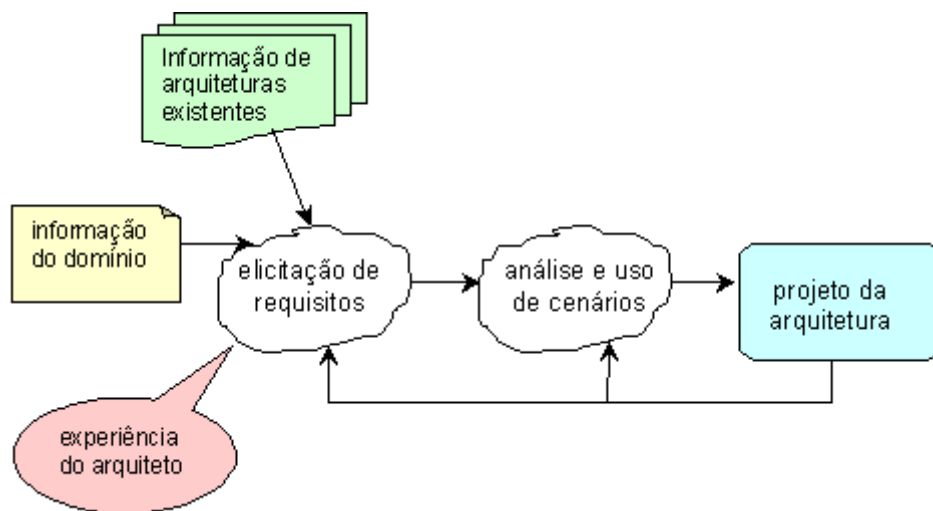 Informação de
arquiteturas
existentes
informação
do domínio
elicitação de
requisitos
análise e uso
de cenários
projeto da
arquitetura
experiência
do arquiteto